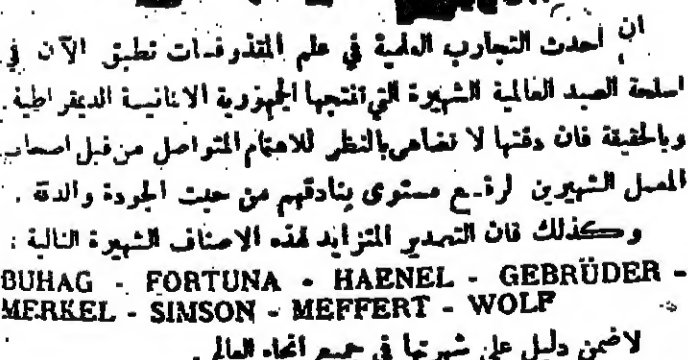 ان احدث التجارب العلمية في علم المقذوفات تطبق الآن في
اسلحة الصيد العالمية الشهيرة التي انتجها الجمهورية الالمانية الديمقراطية .
وبالحقيقة فان دقتها لا تضاهى بالنظر للاهتمام المتواصل من قبل اصحاب
المعمل الشهيرين لرفع مستوى بنادقهم من حيث الجودة والدقة .
وكذلك فان التصدير المتزايد لهذه الاصناف الشهيرة التالية :
BUHAG - FORTUNA - HAENEL - GEBRÜDER -
MERKEL - SIMSON - MEFFERT - WOLF
لاضمن دليل على شهرتها في جميع انحاء العالم .